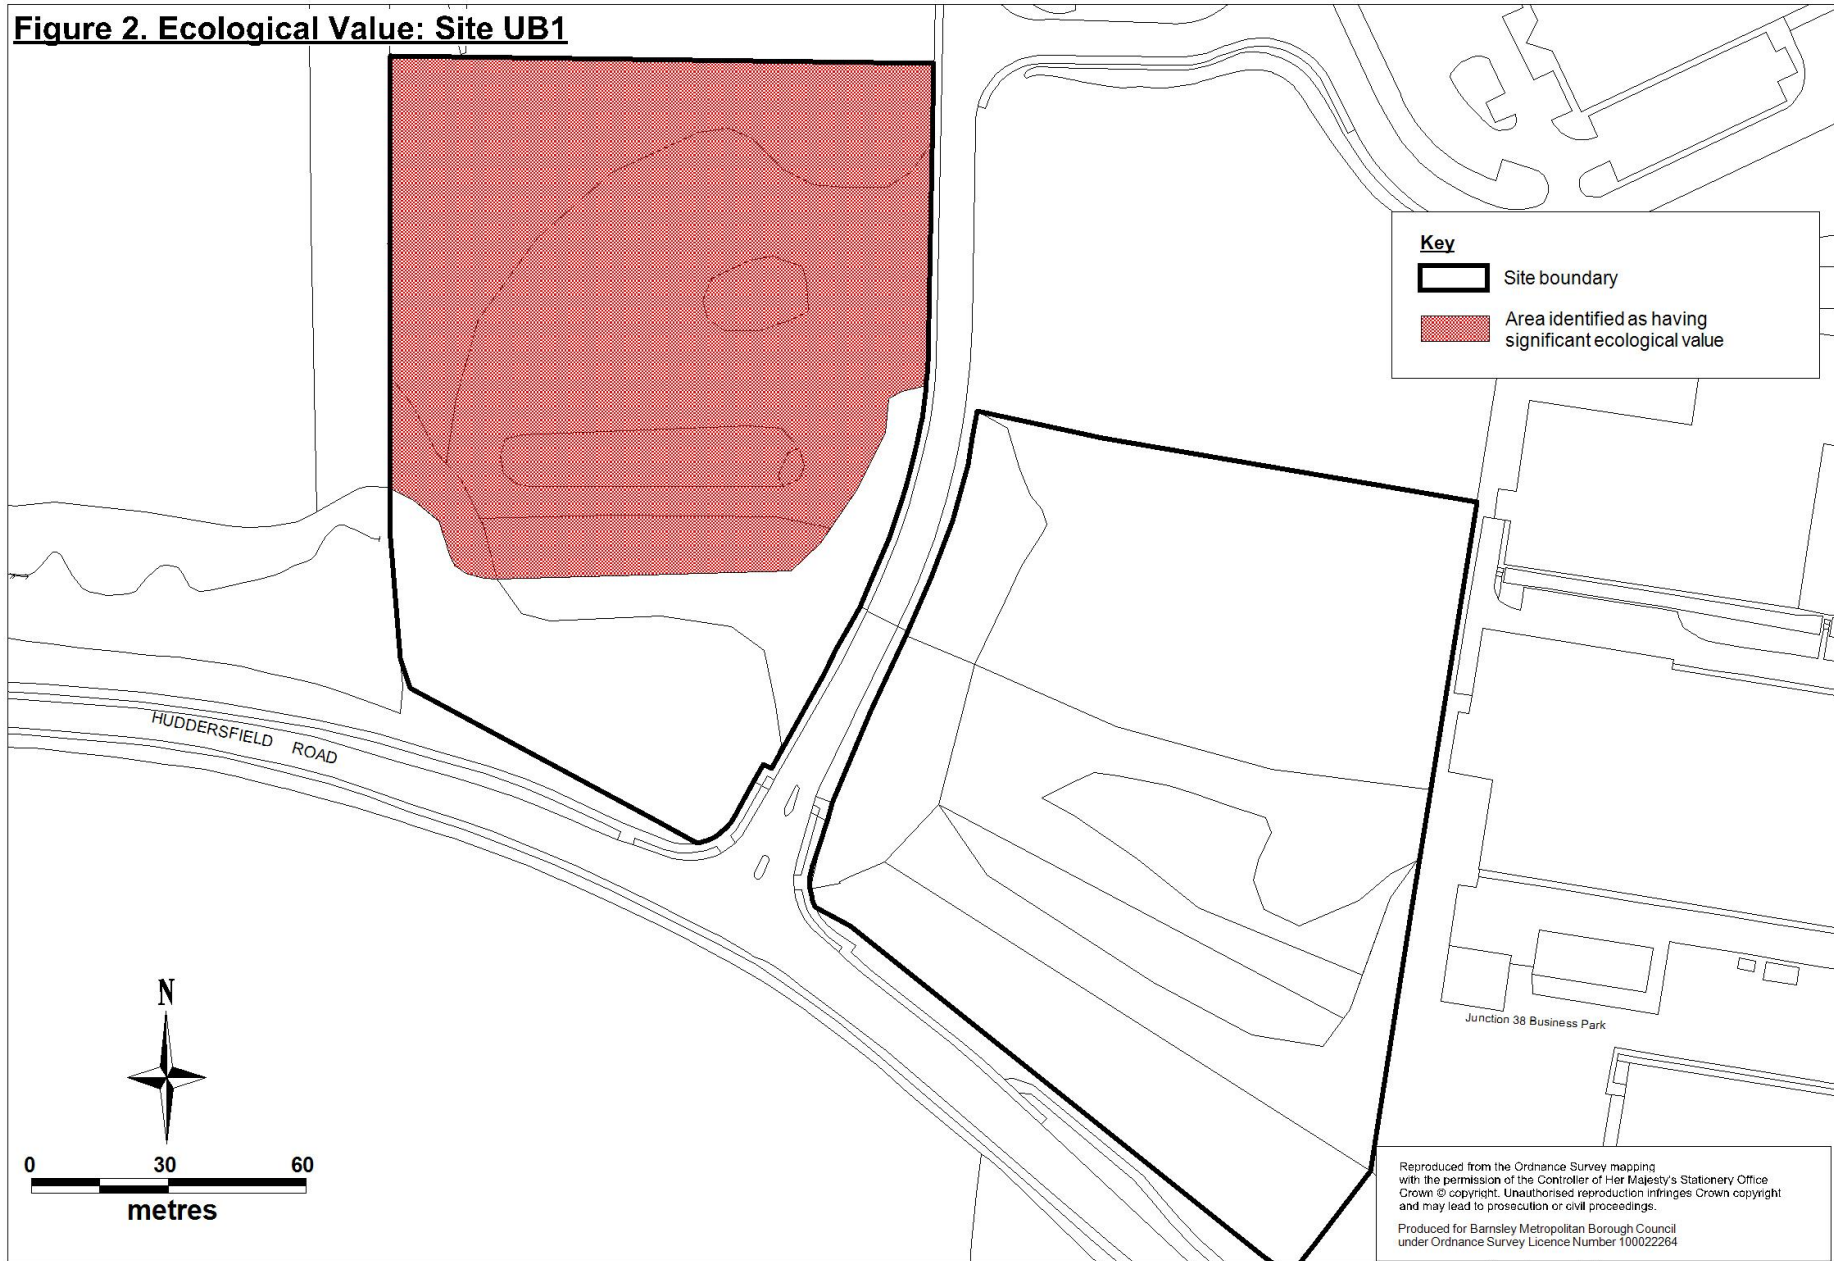 Figure 2. Ecological Value: Site UB1
Key
Site boundary
Area identified as having
significant ecological value
HUDDERSFIELD ROAD
Junction 38 Business Park
N
0 30 60
metres
Reproduced from the Ordnance Survey mapping
with the permission of the Controller of Her Majesty's Stationery Office
Crown © copyright. Unauthorised reproduction infringes Crown copyright
and may lead to prosecution or civil proceedings.
Produced for Barnsley Metropolitan Borough Council
under Ordnance Survey Licence Number 100022264